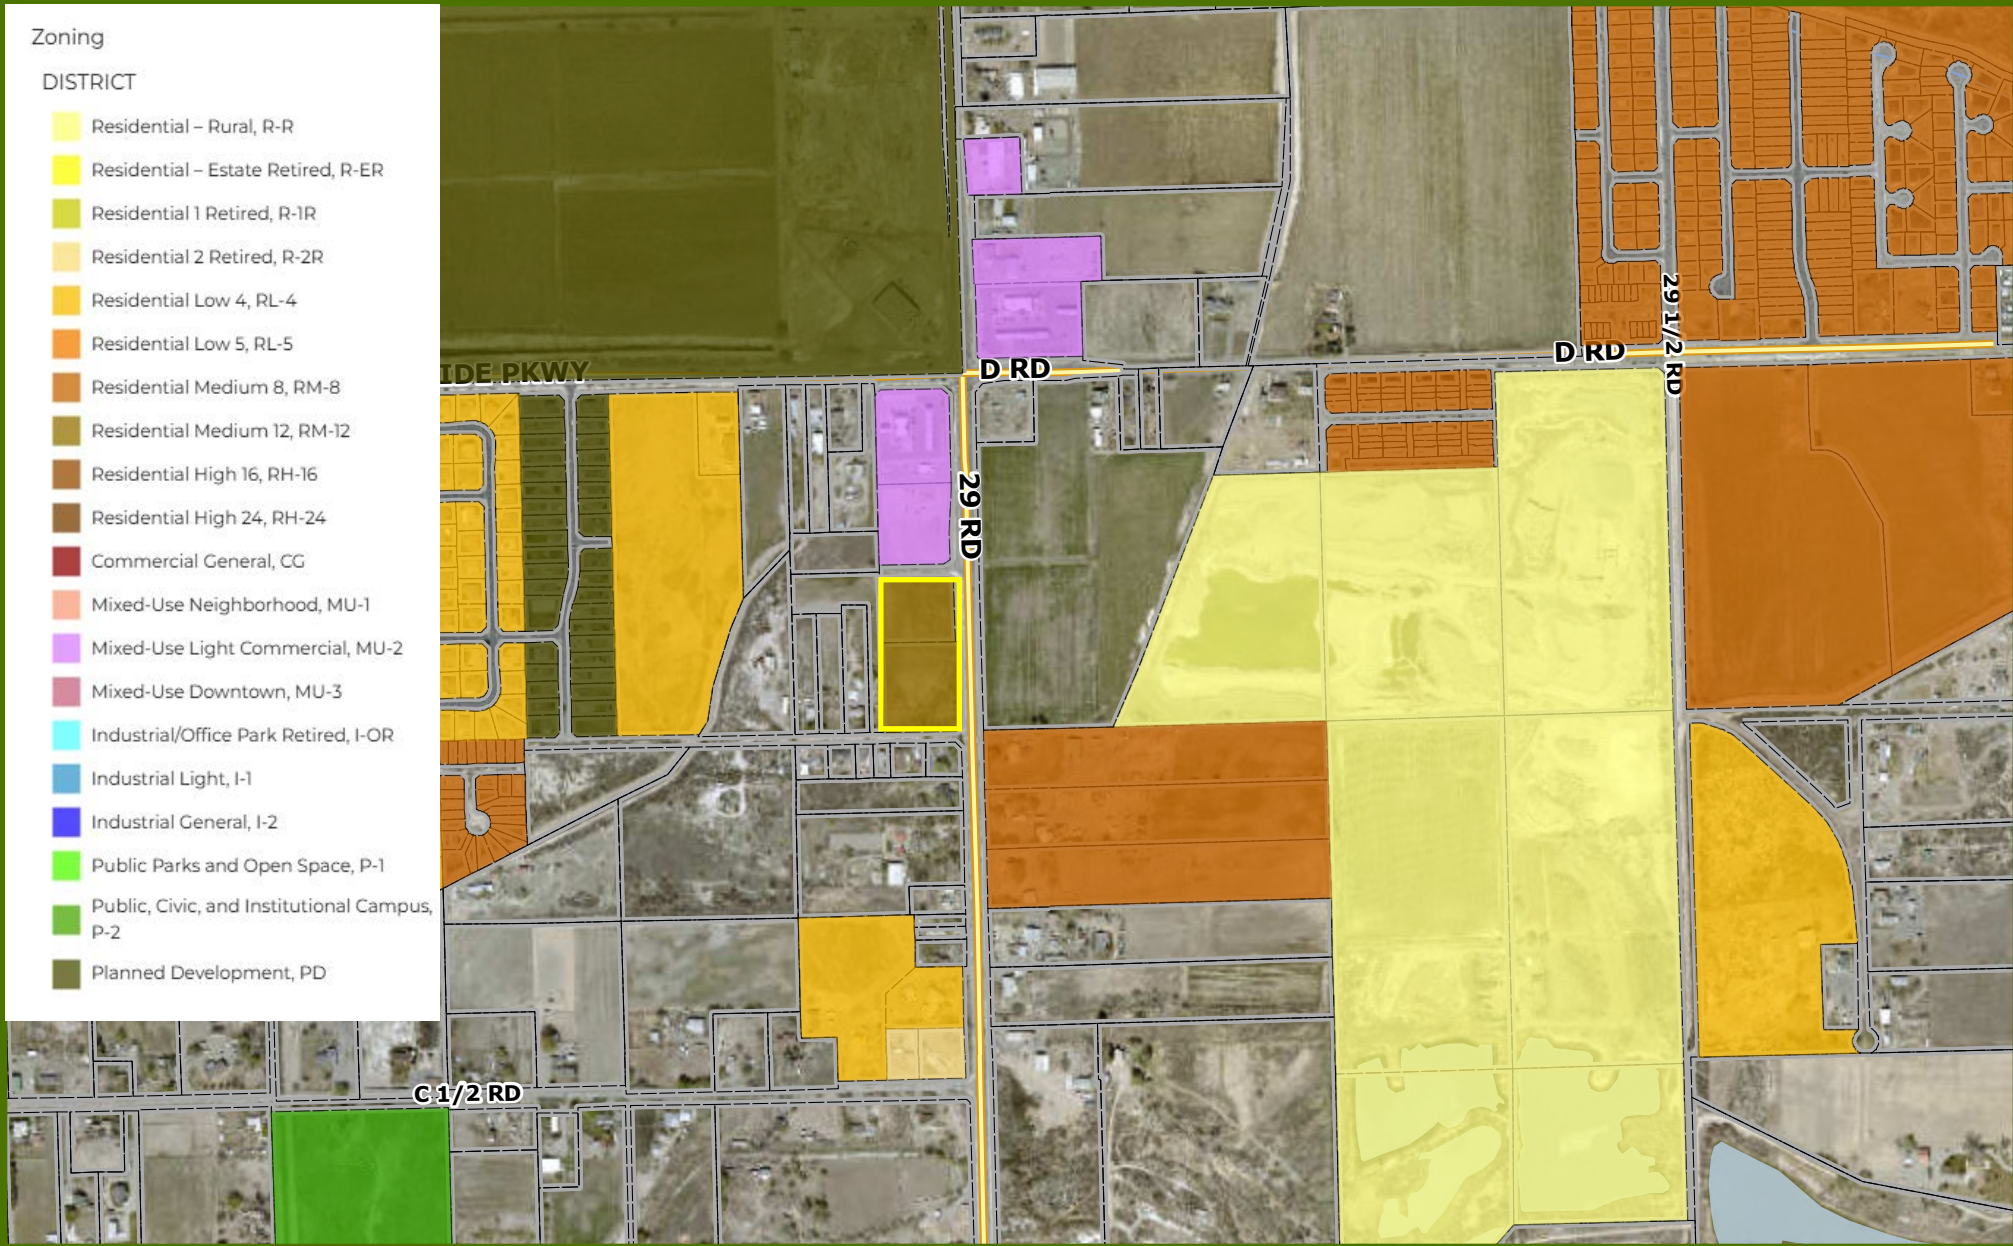 Zoning
DISTRICT
Residential – Rural, R-R
Residential – Estate Retired, R-ER
Residential 1 Retired, R-1R
Residential 2 Retired, R-2R
Residential Low 4, RL-4
Residential Low 5, RL-5
Residential Medium 8, RM-8
Residential Medium 12, RM-12
Residential High 16, RH-16
Residential High 24, RH-24
Commercial General, CG
Mixed-Use Neighborhood, MU-1
Mixed-Use Light Commercial, MU-2
Mixed-Use Downtown, MU-3
Industrial/Office Park Retired, I-OR
Industrial Light, I-1
Industrial General, I-2
Public Parks and Open Space, P-1
Public, Civic, and Institutional Campus,
P-2
Planned Development, PD
IDE PKWY
D RD
D RD
29 1/2 RD
29 RD
C 1/2 RD